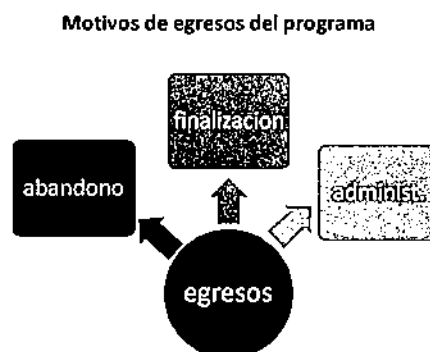 Motivos de egresos del programa
finalizacion
abandono
administ.
egresos